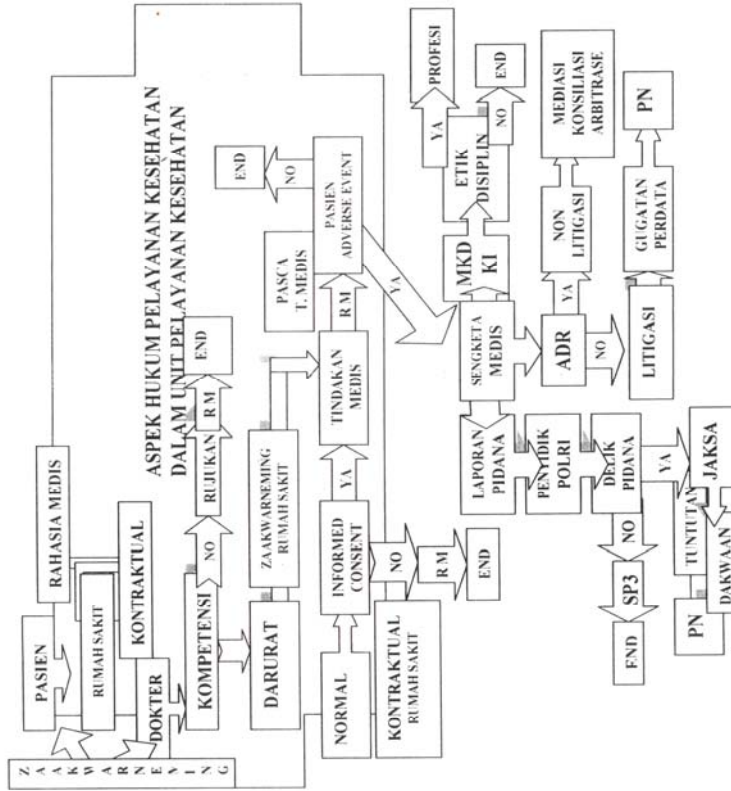 ASPEK HUKUM PELAYANAN KESEHATAN
DALAM UNIT PELAYANAN KESEHATAN
Z
A
A
K
W
A
R
N
E
M
I
N
G
PASIEN
RAHASIA MEDIS
RUMAH SAKIT
KONTRAKTUAL
DOKTER
KOMPETENSI
NO
RUJUKAN
RM
END
DARURAT
ZAAKWARNEMING
RUMAH SAKIT
NORMAL
INFORMED
CONSENT
YA
TINDAKAN
MEDIS
RM
PASCA
T. MEDIS
PASIEN
ADVERSE EVENT
NO
END
YA
KONTRAKTUAL
RUMAH SAKIT
NO
RM
END
SENGKETA
MEDIS
MKD
KI
ETIK
DISIPLIN
YA
PROFESI
NO
END
LAPORAN
PIDANA
PENYIDIK
POLRI
DELIK
PIDANA
NO
SP3
END
YA
JAKSA
TUNTUTAN
DAKWAAN
PN
ADR
YA
NON
LITIGASI
MEDIASI
KONSILIASI
ARBITRASE
NO
LITIGASI
GUGATAN
PERDATA
PN